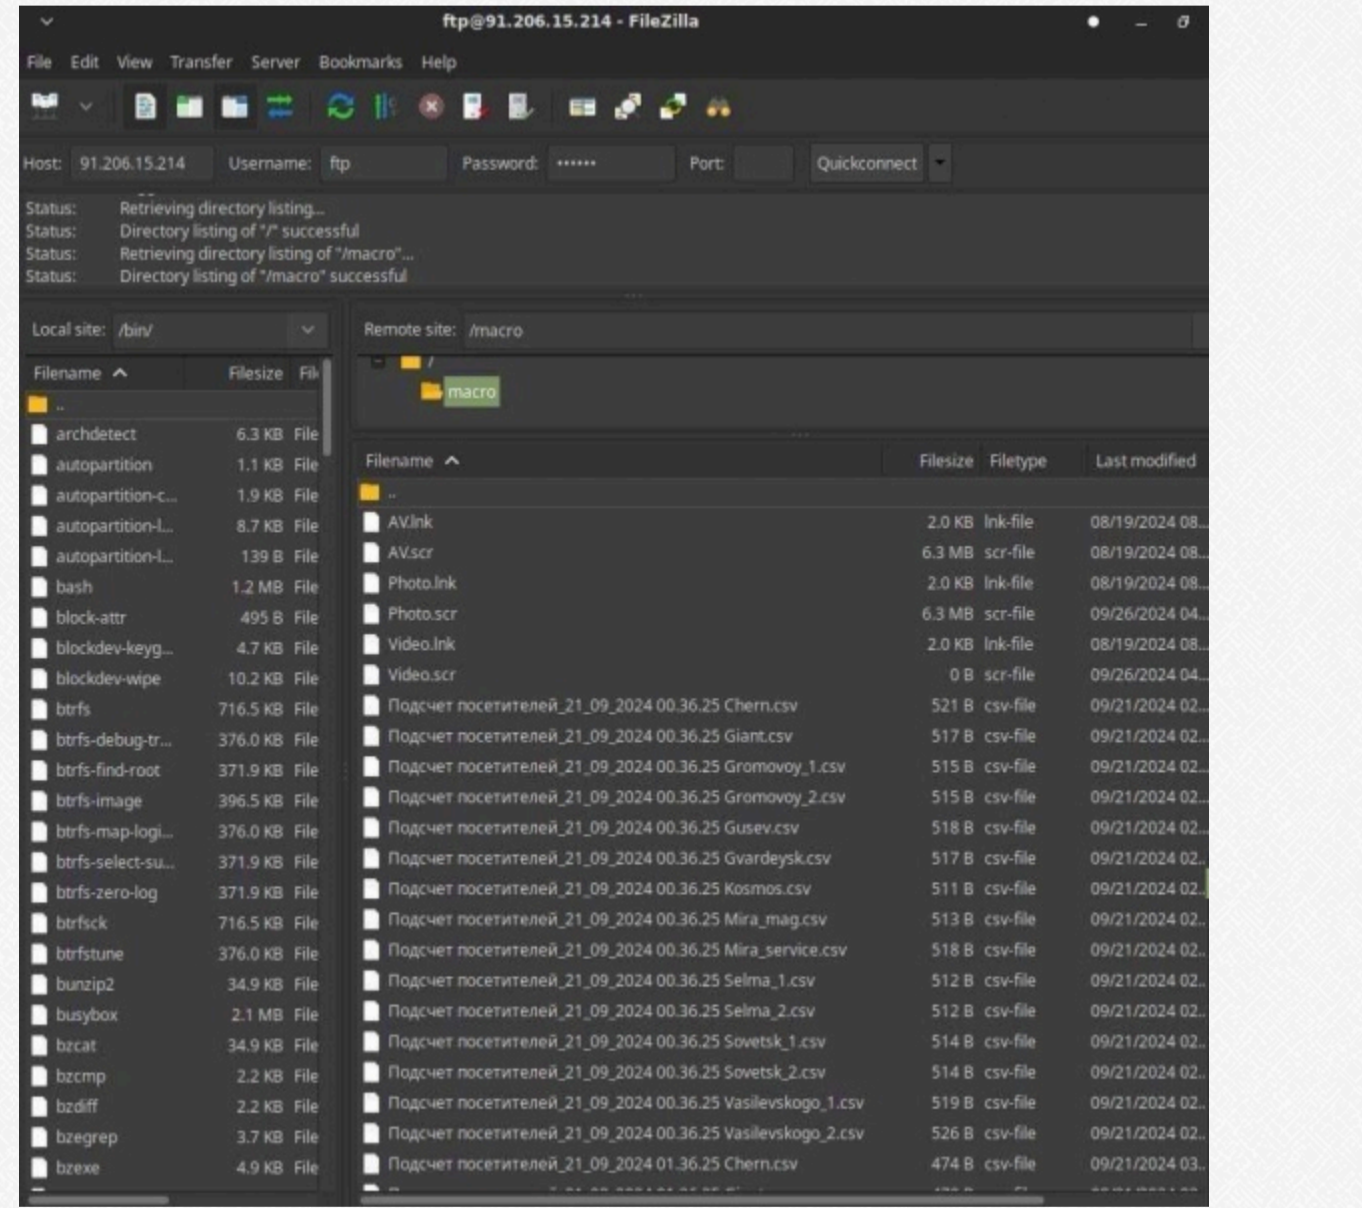 ftp@91.206.15.214 - FileZilla
File Edit View Transfer Server Bookmarks Help
Host: 91.206.15.214 Username: ftp Password: •••••• Port: Quickconnect
Status: Retrieving directory listing...
Status: Directory listing of "/" successful
Status: Retrieving directory listing of "/macro"...
Status: Directory listing of "/macro" successful
Local site: /bin/
Filename Filesize
..
archdetect 6.3 KB File
autopartition 1.1 KB File
autopartition-c... 1.9 KB File
autopartition-l... 8.7 KB File
autopartition-l... 139 B File
bash 1.2 MB File
block-attr 495 B File
blockdev-keyg... 4.7 KB File
blockdev-wipe 10.2 KB File
btrfs 716.5 KB File
btrfs-debug-tr... 376.0 KB File
btrfs-find-root 371.9 KB File
btrfs-image 396.5 KB File
btrfs-map-logi... 376.0 KB File
btrfs-select-su... 371.9 KB File
btrfs-zero-log 371.9 KB File
btrfsck 716.5 KB File
btrfstune 376.0 KB File
bunzip2 34.9 KB File
busybox 2.1 MB File
bzcat 34.9 KB File
bzcmp 2.2 KB File
bzdiff 2.2 KB File
bzegrep 3.7 KB File
bzexe 4.9 KB File
Remote site: /macro
/
macro
Filename Filesize Filetype Last modified
..
AV.lnk 2.0 KB lnk-file 08/19/2024 08...
AV.scr 6.3 MB scr-file 08/19/2024 08...
Photo.lnk 2.0 KB lnk-file 08/19/2024 08...
Photo.scr 6.3 MB scr-file 09/26/2024 04...
Video.lnk 2.0 KB lnk-file 08/19/2024 08...
Video.scr 0 B scr-file 09/26/2024 04...
Подсчет посетителей_21_09_2024 00.36.25 Chern.csv 521 B csv-file 09/21/2024 02...
Подсчет посетителей_21_09_2024 00.36.25 Giant.csv 517 B csv-file 09/21/2024 02...
Подсчет посетителей_21_09_2024 00.36.25 Gromovoy_1.csv 515 B csv-file 09/21/2024 02...
Подсчет посетителей_21_09_2024 00.36.25 Gromovoy_2.csv 515 B csv-file 09/21/2024 02...
Подсчет посетителей_21_09_2024 00.36.25 Gusev.csv 518 B csv-file 09/21/2024 02...
Подсчет посетителей_21_09_2024 00.36.25 Gvardeysk.csv 517 B csv-file 09/21/2024 02...
Подсчет посетителей_21_09_2024 00.36.25 Kosmos.csv 511 B csv-file 09/21/2024 02...
Подсчет посетителей_21_09_2024 00.36.25 Mira_mag.csv 513 B csv-file 09/21/2024 02...
Подсчет посетителей_21_09_2024 00.36.25 Mira_service.csv 518 B csv-file 09/21/2024 02...
Подсчет посетителей_21_09_2024 00.36.25 Selma_1.csv 512 B csv-file 09/21/2024 02...
Подсчет посетителей_21_09_2024 00.36.25 Selma_2.csv 512 B csv-file 09/21/2024 02...
Подсчет посетителей_21_09_2024 00.36.25 Sovetsk_1.csv 514 B csv-file 09/21/2024 02...
Подсчет посетителей_21_09_2024 00.36.25 Sovetsk_2.csv 514 B csv-file 09/21/2024 02...
Подсчет посетителей_21_09_2024 00.36.25 Vasilevskogo_1.csv 519 B csv-file 09/21/2024 02...
Подсчет посетителей_21_09_2024 00.36.25 Vasilevskogo_2.csv 526 B csv-file 09/21/2024 02...
Подсчет посетителей_21_09_2024 01.36.25 Chern.csv 474 B csv-file 09/21/2024 03...